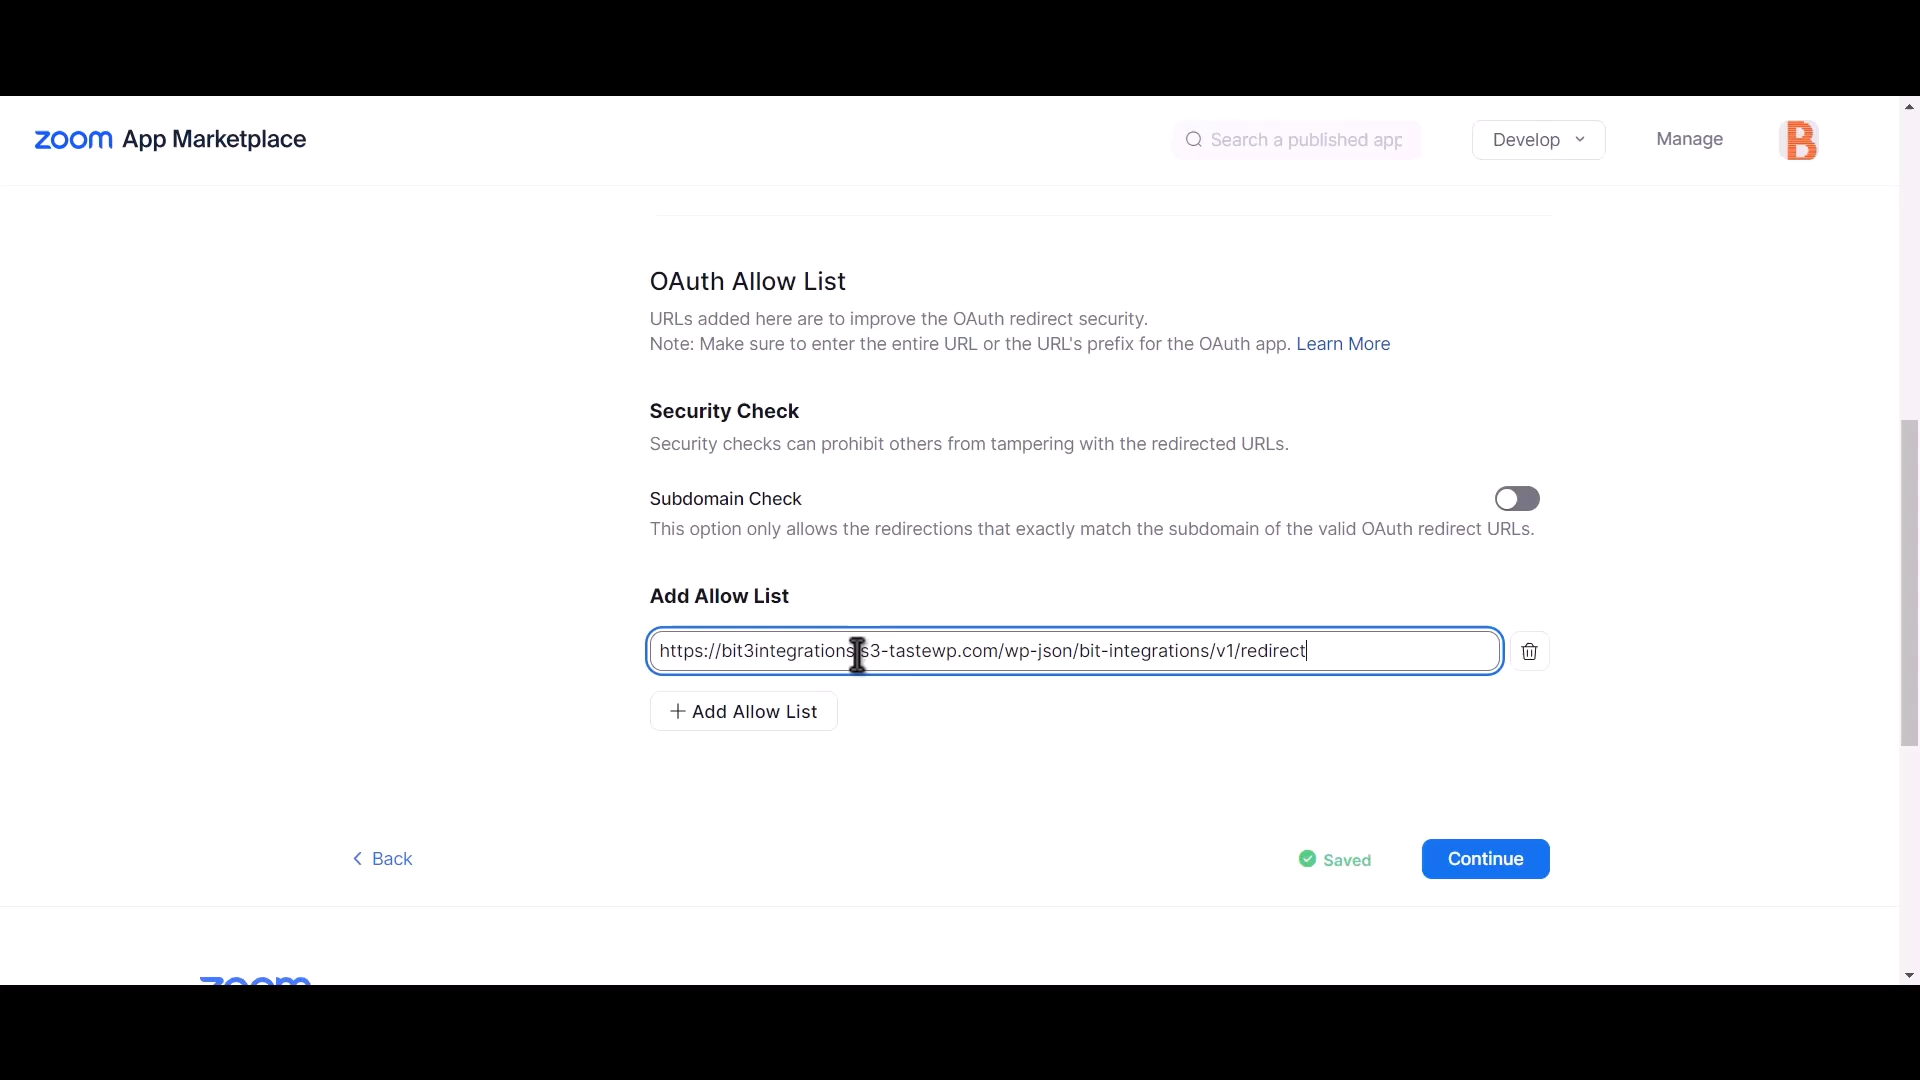 zoom App Marketplace
Search a published app
Develop
Manage
B
OAuth Allow List
URLs added here are to improve the OAuth redirect security.
Note: Make sure to enter the entire URL or the URL's prefix for the OAuth app. Learn More
Security Check
Security checks can prohibit others from tampering with the redirected URLs.
Subdomain Check
This option only allows the redirections that exactly match the subdomain of the valid OAuth redirect URLs.
Add Allow List
https://bit3integrations.s3-tastewp.com/wp-json/bit-integrations/v1/redirect
Add Allow List
Back
Saved
Continue
zoom